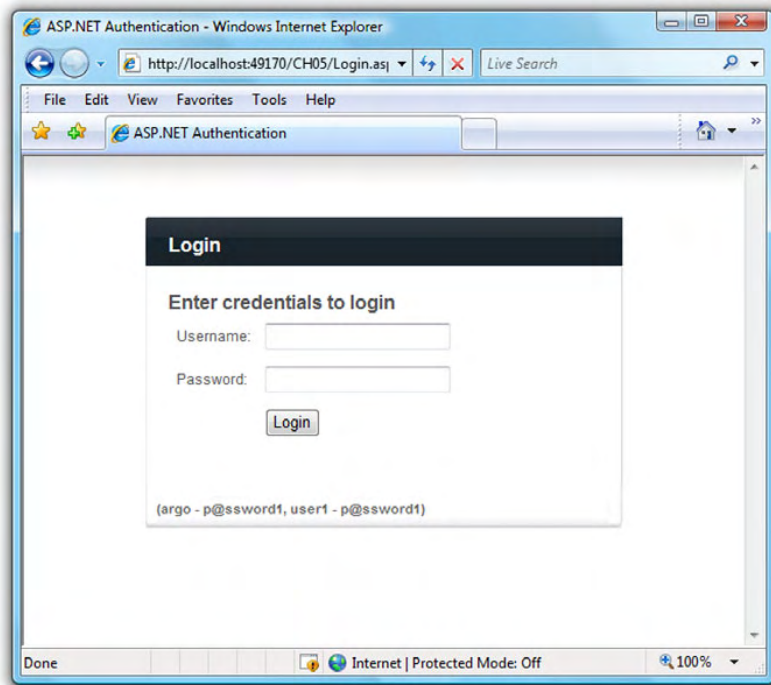 ASP.NET Authentication - Windows Internet Explorer
http://localhost:49170/CH05/Login.asp
Live Search
File Edit View Favorites Tools Help
ASP.NET Authentication
Login
Enter credentials to login
Username:
Password:
Login
(argo - p@ssword1, user1 - p@ssword1)
Done
Internet | Protected Mode: Off
100%